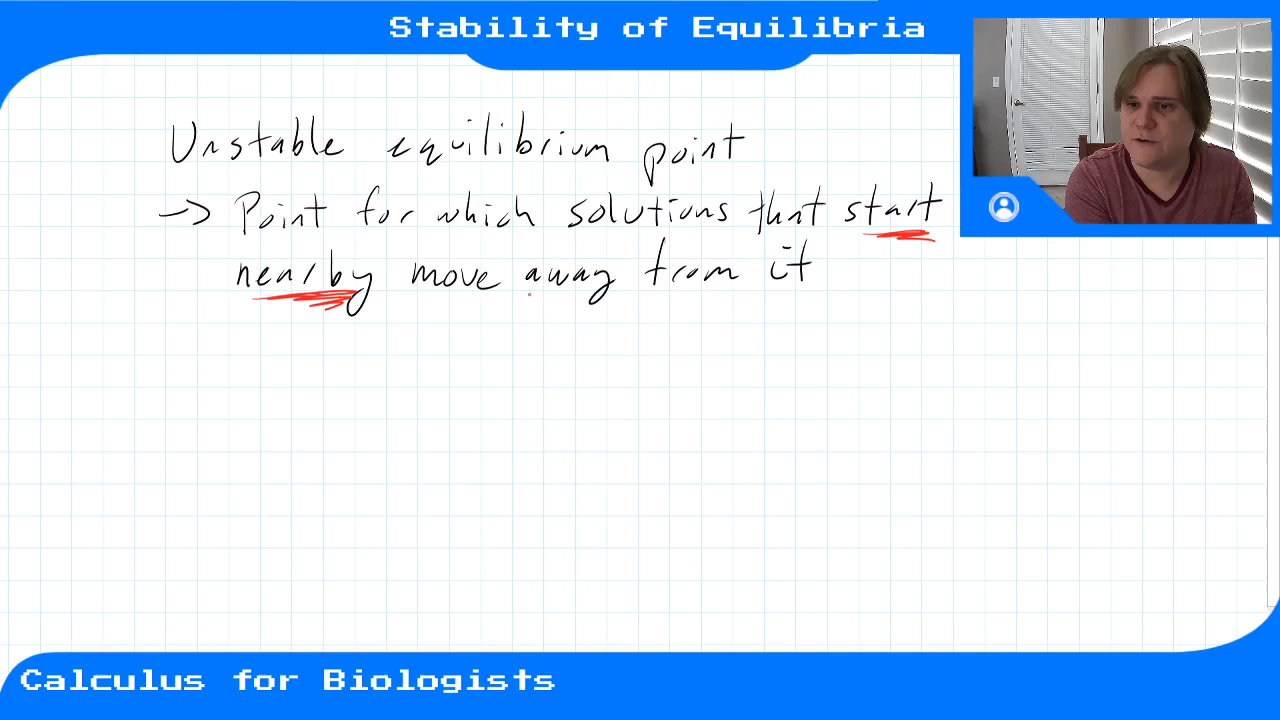 Stability of Equilibria
Unstable equilibrium point
→ Point for which solutions that start
nearby move away from it
Calculus for Biologists